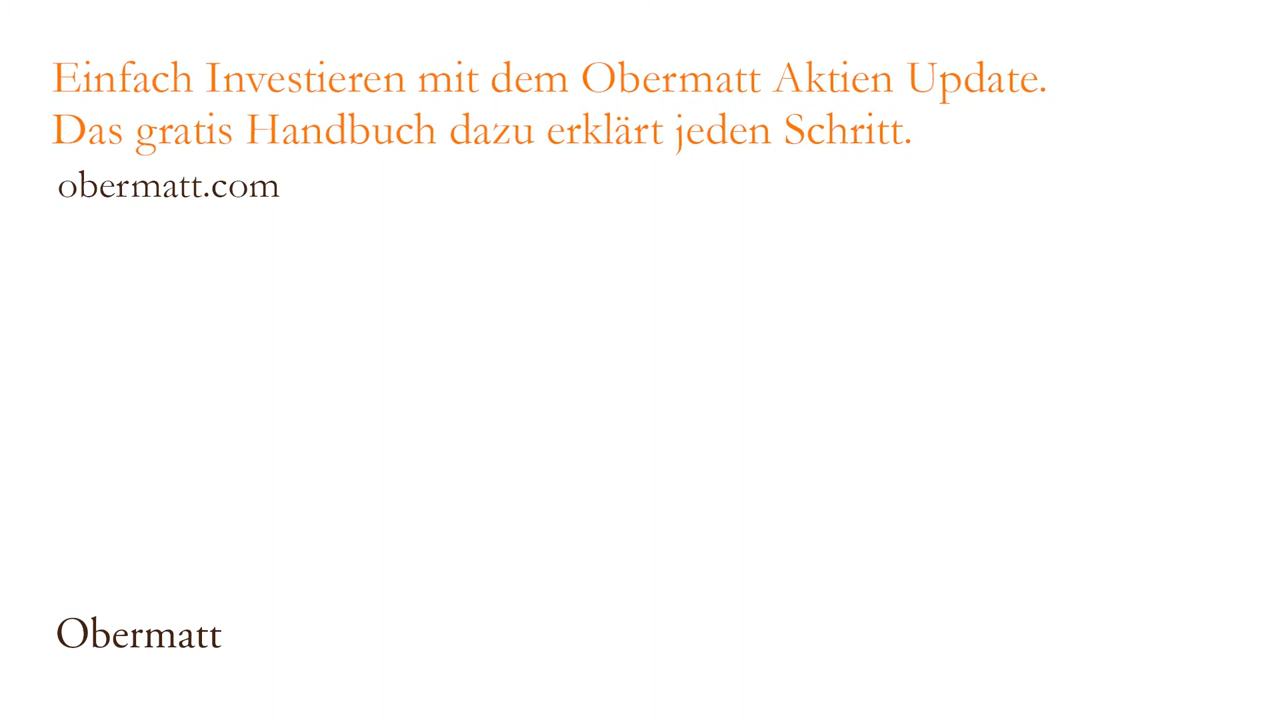 Einfach Investieren mit dem Obermatt Aktien Update.
Das gratis Handbuch dazu erklärt jeden Schritt.
obermatt.com
Obermatt